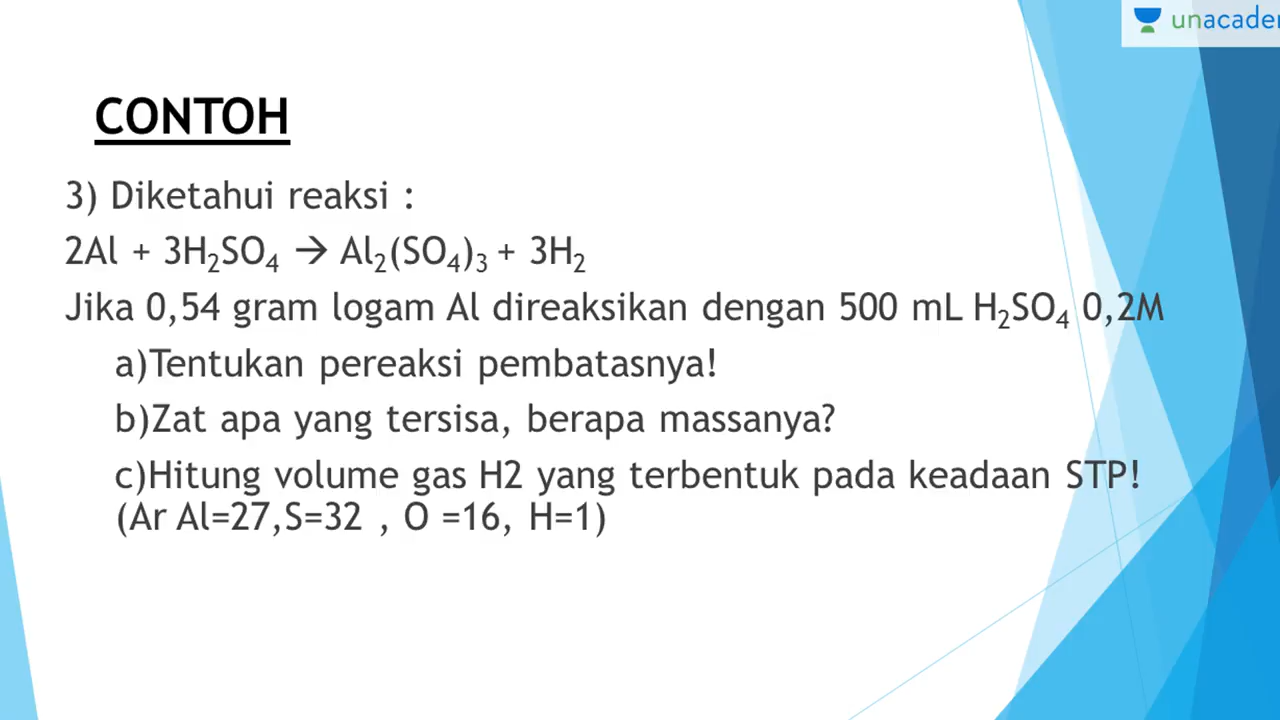 unacade
CONTOH
3) Diketahui reaksi :
2Al + 3H₂SO₄ → Al₂(SO₄)₃ + 3H₂
Jika 0,54 gram logam Al direaksikan dengan 500 mL H₂SO₄ 0,2M
a)Tentukan pereaksi pembatasnya!
b)Zat apa yang tersisa, berapa massanya?
c)Hitung volume gas H2 yang terbentuk pada keadaan STP!
(Ar Al=27,S=32 , O =16, H=1)